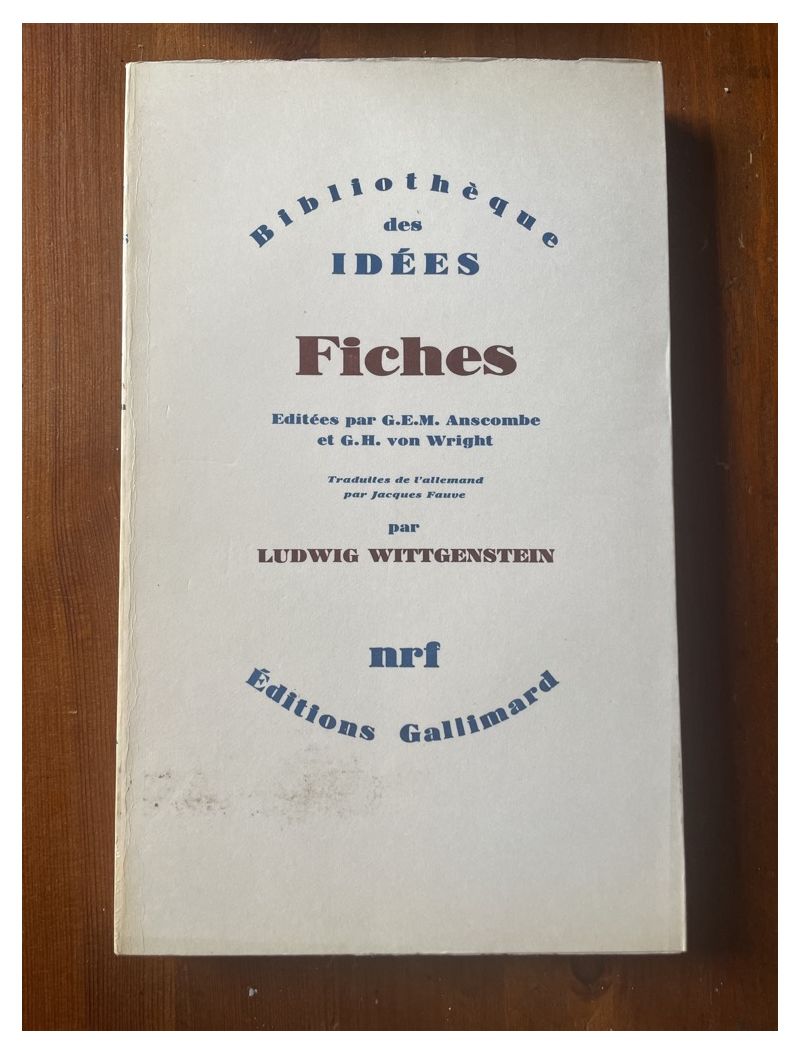 Bibliothèque
des
IDÉES
Fiches
Editées par G.E.M. Anscombe
et G.H. von Wright
Traduites de l'allemand
par Jacques Fauve
par
LUDWIG WITTGENSTEIN
nrf
Éditions Gallimard